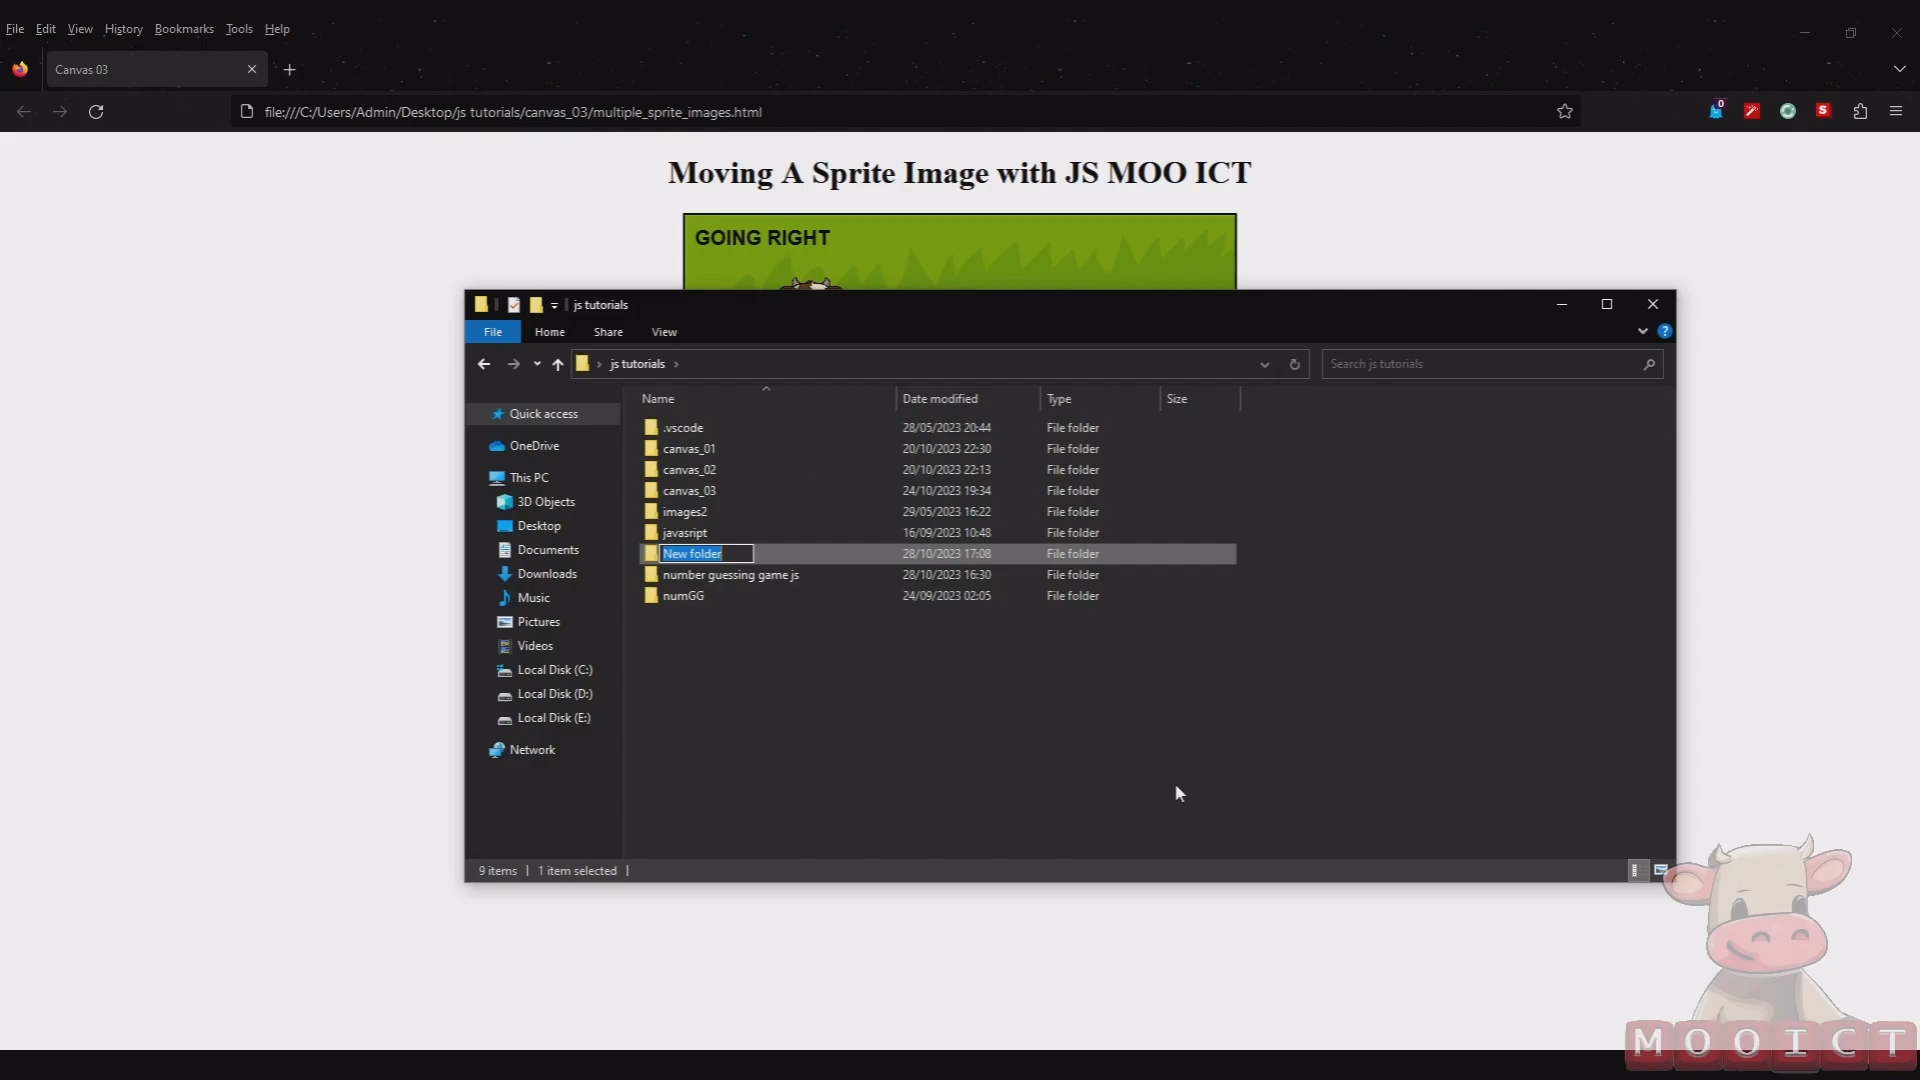 File Edit View History Bookmarks Tools Help
Canvas 03
file:///C:/Users/Admin/Desktop/js tutorials/canvas_03/multiple_sprite_images.html
0
S
Moving A Sprite Image with JS MOO ICT
GOING RIGHT
js tutorials
File Home Share View
?
js tutorials
Search js tutorials
Name Date modified Type Size
Quick access
OneDrive
This PC
3D Objects
Desktop
Documents
Downloads
Music
Pictures
Videos
Local Disk (C:)
Local Disk (D:)
Local Disk (E:)
Network
.vscode 28/05/2023 20:44 File folder
canvas_01 20/10/2023 22:30 File folder
canvas_02 20/10/2023 22:13 File folder
canvas_03 24/10/2023 19:34 File folder
images2 29/05/2023 16:22 File folder
javasript 16/09/2023 10:48 File folder
New folder 28/10/2023 17:08 File folder
number guessing game js 28/10/2023 16:30 File folder
numGG 24/09/2023 02:05 File folder
9 items 1 item selected
MOOICT